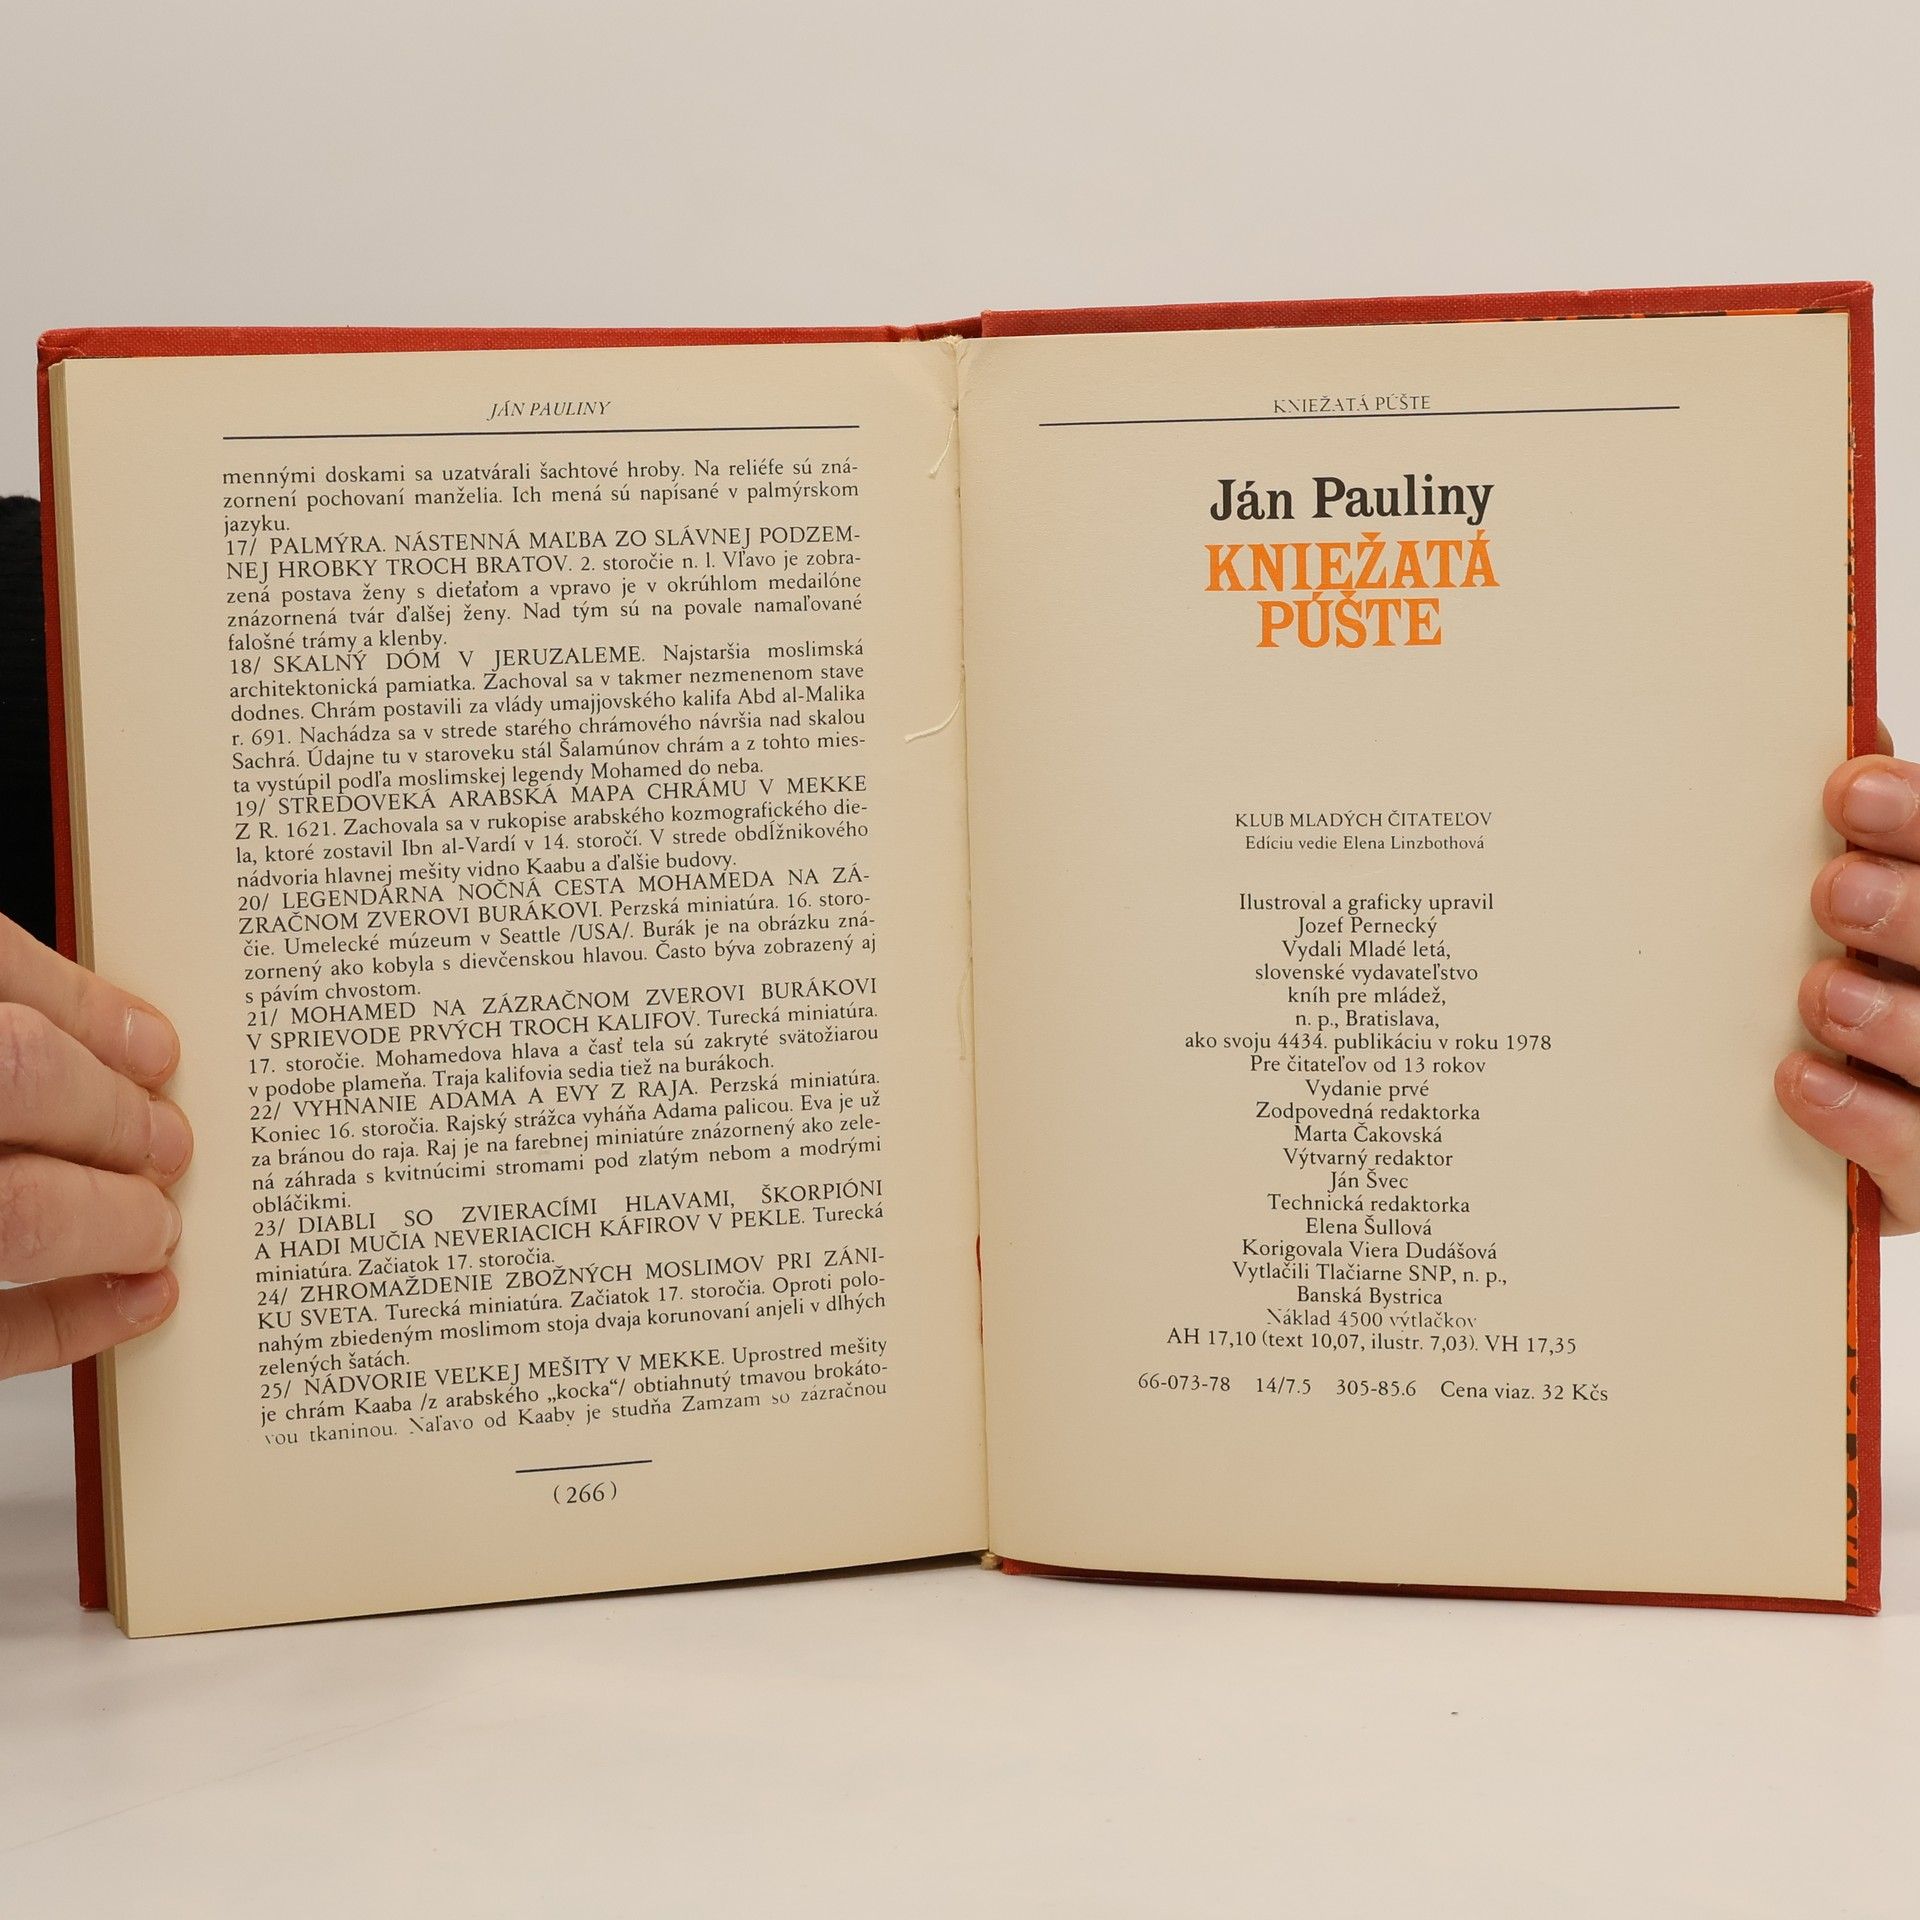 JÁN PAULINY
mennými doskami sa uzatvárali šachtové hroby. Na reliéfe sú zná-
zornení pochovaní manželia. Ich mená sú napísané v palmýrskom
jazyku.
17/ PALMÝRA. NÁSTENNÁ MAĽBA ZO SLÁVNEJ PODZEM-
NEJ HROBKY TROCH BRATOV. 2. storočie n. l. Vľavo je zobra-
zená postava ženy s dieťaťom a vpravo je v okrúhlom medailóne
znázornená tvár ďalšej ženy. Nad tým sú na povale namaľované
falošné trámy a klenby.
18/ SKALNÝ DÓM V JERUZALEME. Najstaršia moslimská
architektonická pamiatka. Zachoval sa v takmer nezmenenom stave
dodnes. Chrám postavili za vlády umajjovského kalifa Abd al-Malika
r. 691. Nachádza sa v strede starého chrámového návršia nad skalou
Sachrá. Údajne tu v staroveku stál Šalamúnov chrám a z tohto mies-
ta vystúpil podľa moslimskej legendy Mohamed do neba.
19/ STREDOVEKÁ ARABSKÁ MAPA CHRÁMU V MEKKE
Z R. 1621. Zachovala sa v rukopise arabského kozmografického die-
la, ktoré zostavil Ibn al-Vardí v 14. storočí. V strede obdĺžnikového
nádvoria hlavnej mešity vidno Kaabu a ďalšie budovy.
20/ LEGENDÁRNA NOČNÁ CESTA MOHAMEDA NA ZÁ-
ZRAČNOM ZVEROVI BURÁKOVI. Perzská miniatúra. 16. storo-
čie. Umelecké múzeum v Seattle /USA/. Burák je na obrázku zná-
zornený ako kobyla s dievčenskou hlavou. Často býva zobrazený aj
s pávím chvostom.
21/ MOHAMED NA ZÁZRAČNOM ZVEROVI BURÁKOVI
V SPRIEVODE PRVÝCH TROCH KALIFOV. Turecká miniatúra.
17. storočie. Mohamedova hlava a časť tela sú zakryté svätožiarou
v podobe plameňa. Traja kalifovia sedia tiež na burákoch.
22/ VYHNANIE ADAMA A EVY Z RAJA. Perzská miniatúra.
Koniec 16. storočia. Rajský strážca vyháňa Adama palicou. Eva je už
za bránou do raja. Raj je na farebnej miniatúre znázornený ako zele-
ná záhrada s kvitnúcimi stromami pod zlatým nebom a modrými
obláčikmi.
23/ DIABLI SO ZVIERACÍMI HLAVAMI, ŠKORPIÓNI
A HADI MUČIA NEVERIACICH KÁFIROV V PEKLE. Turecká
miniatúra. Začiatok 17. storočia.
24/ ZHROMAŽDENIE ZBOŽNÝCH MOSLIMOV PRI ZÁNI-
KU SVETA. Turecká miniatúra. Začiatok 17. storočia. Oproti polo-
nahým zbiedeným moslimom stoja dvaja korunovaní anjeli v dlhých
zelených šatách.
25/ NÁDVORIE VEĽKEJ MEŠITY V MEKKE. Uprostred mešity
je chrám Kaaba /z arabského „kocka“/ obtiahnutý tmavou brokáto-
vou tkaninou. Naľavo od Kaaby je studňa Zamzam so zázračnou
(266)
KNIEŽATÁ PÚŠTE
Ján Pauliny
KNIEŽATÁ
PÚŠTE
KLUB MLADÝCH ČITATEĽOV
Edíciu vedie Elena Linzbothová
Ilustroval a graficky upravil
Jozef Pernecký
Vydali Mladé letá,
slovenské vydavateľstvo
kníh pre mládež,
n. p., Bratislava,
ako svoju 4434. publikáciu v roku 1978
Pre čitateľov od 13 rokov
Vydanie prvé
Zodpovedná redaktorka
Marta Čakovská
Výtvarný redaktor
Ján Švec
Technická redaktorka
Elena Šullová
Korigovala Viera Dudášová
Vytlačili Tlačiarne SNP, n. p.,
Banská Bystrica
Náklad 4500 výtlačkov
AH 17,10 (text 10,07, ilustr. 7,03). VH 17,35
66-073-78 14/7.5 305-85.6 Cena viaz. 32 Kčs